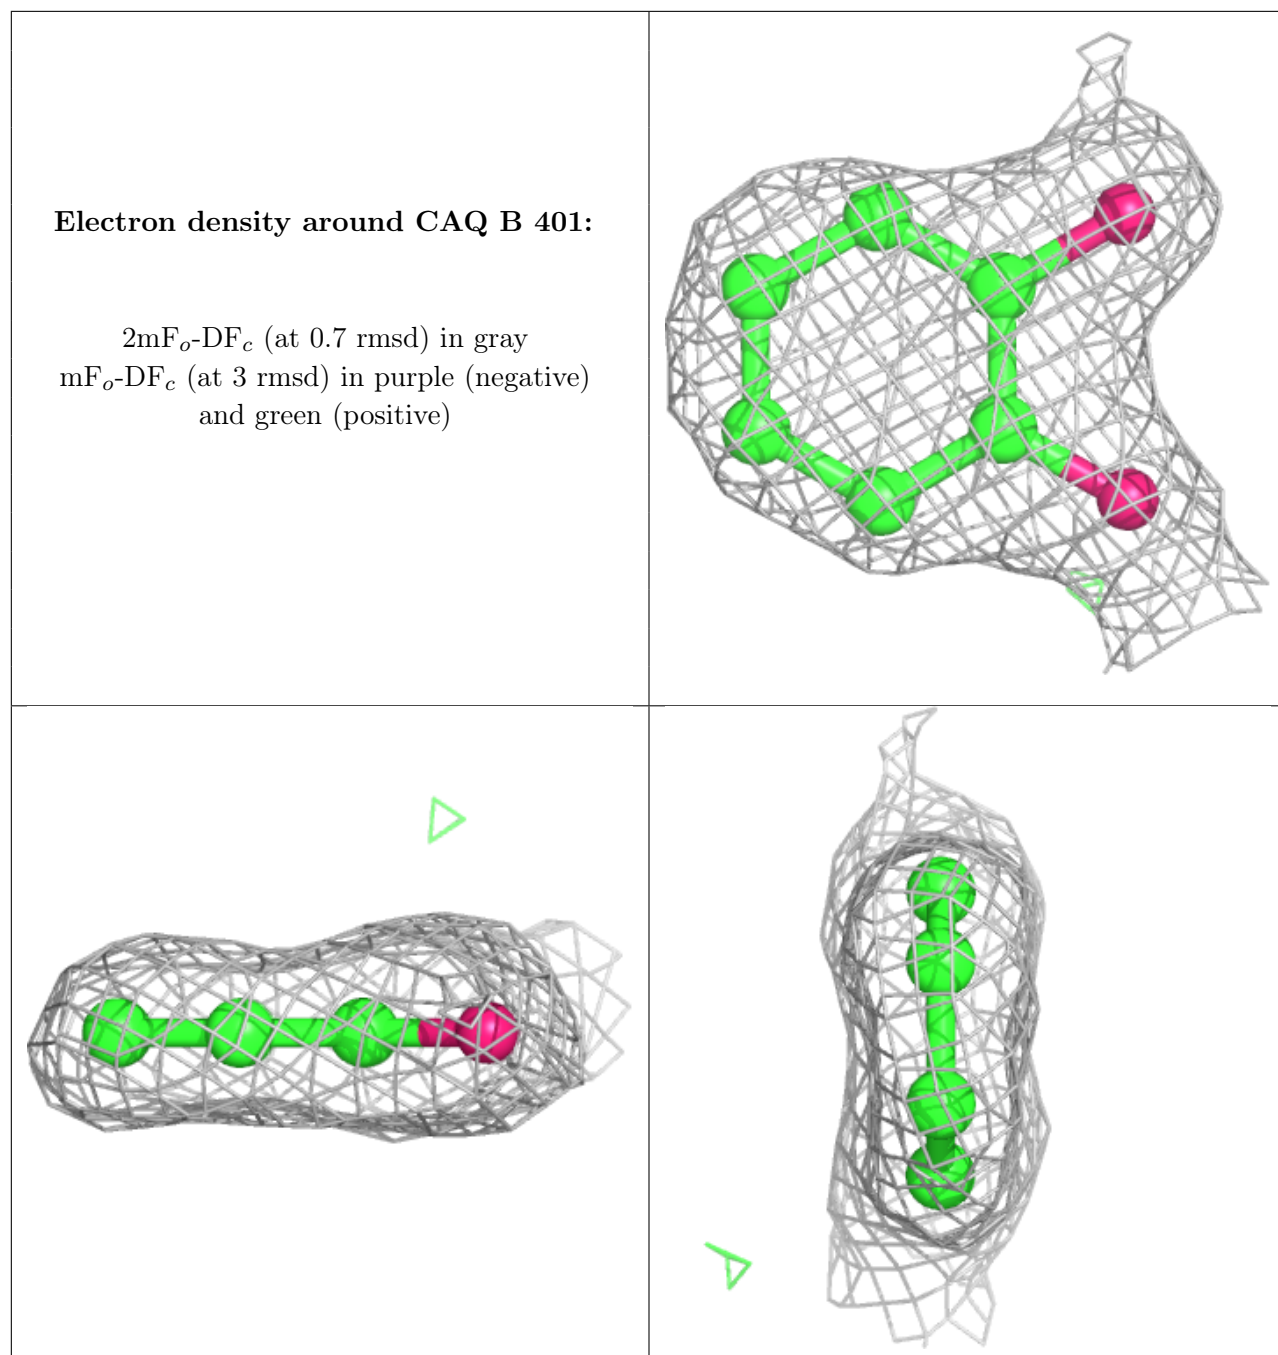 Electron density around CAQ B 401:
2mFₒ-DF𝒸 (at 0.7 rmsd) in gray
mFₒ-DF𝒸 (at 3 rmsd) in purple (negative)
and green (positive)